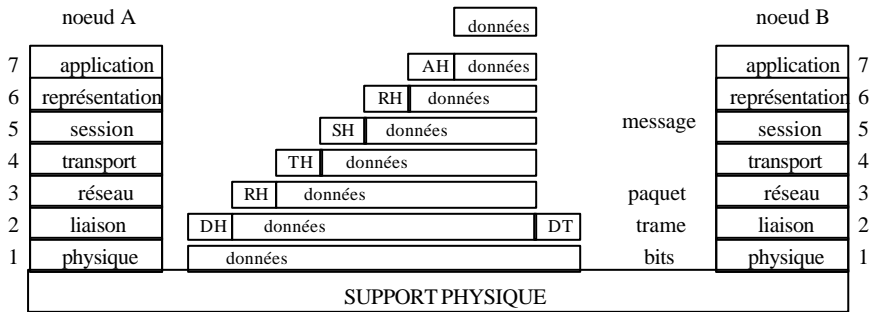 noeud A données noeud B
7 application AH données application 7
6 représentation RH données représentation 6
5 session SH données message session 5
4 transport TH données transport 4
3 réseau RH données paquet réseau 3
2 liaison DH données DT trame liaison 2
1 physique données bits physique 1
SUPPORT PHYSIQUE